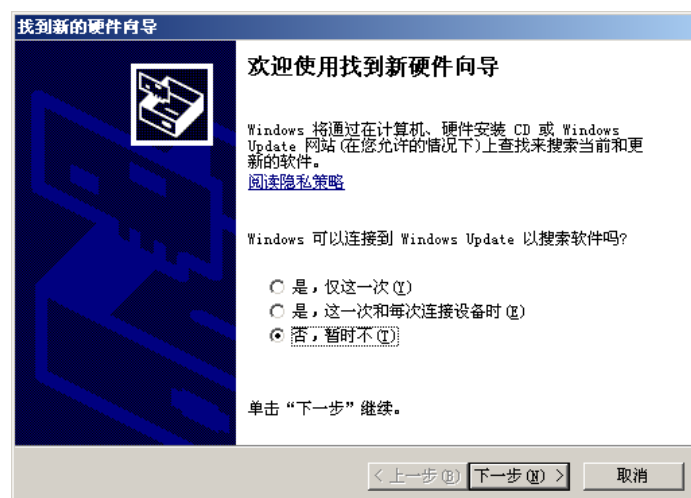 找到新的硬件向导
欢迎使用找到新硬件向导
Windows 将通过在计算机、硬件安装 CD 或 Windows
Update 网站(在您允许的情况下)上查找来搜索当前和更
新的软件。
阅读隐私策略
Windows 可以连接到 Windows Update 以搜索软件吗?
是，仅这一次(Y)
是，这一次和每次连接设备时(E)
否，暂时不(T)
单击“下一步”继续。
< 上一步(B) 下一步(N) > 取消